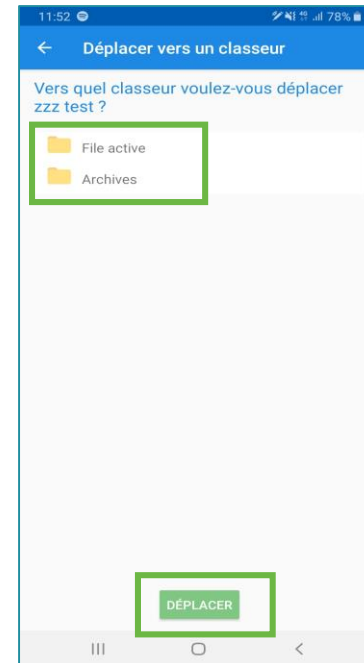 11:52 4G 78%
Déplacer vers un classeur
Vers quel classeur voulez-vous déplacer
zzz test ?
File active
Archives
DÉPLACER